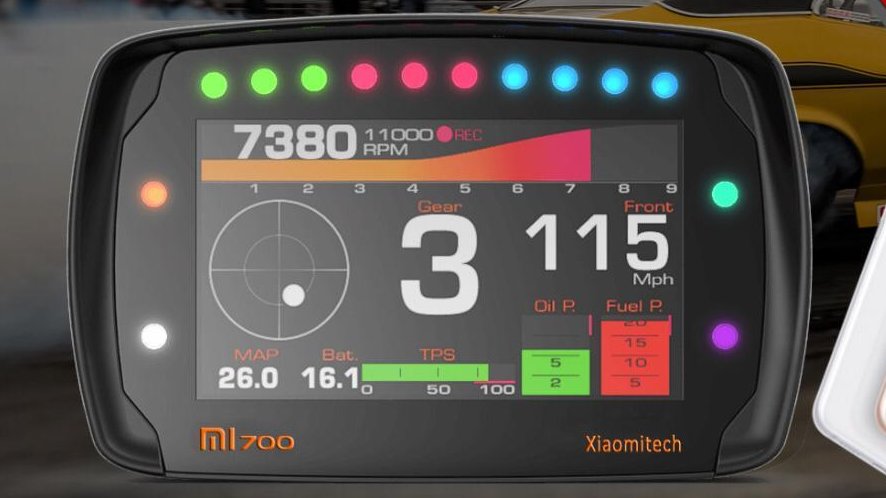 7380 11000 REC
RPM
1 2 3 4 5 6 7 8 9
Gear
Front
3
115
Mph
Oil P. Fuel P.
20
15
5 10
2 5
MAP Bat. TPS
26.0 16.1
0 50 100
MI700
Xiaomitech